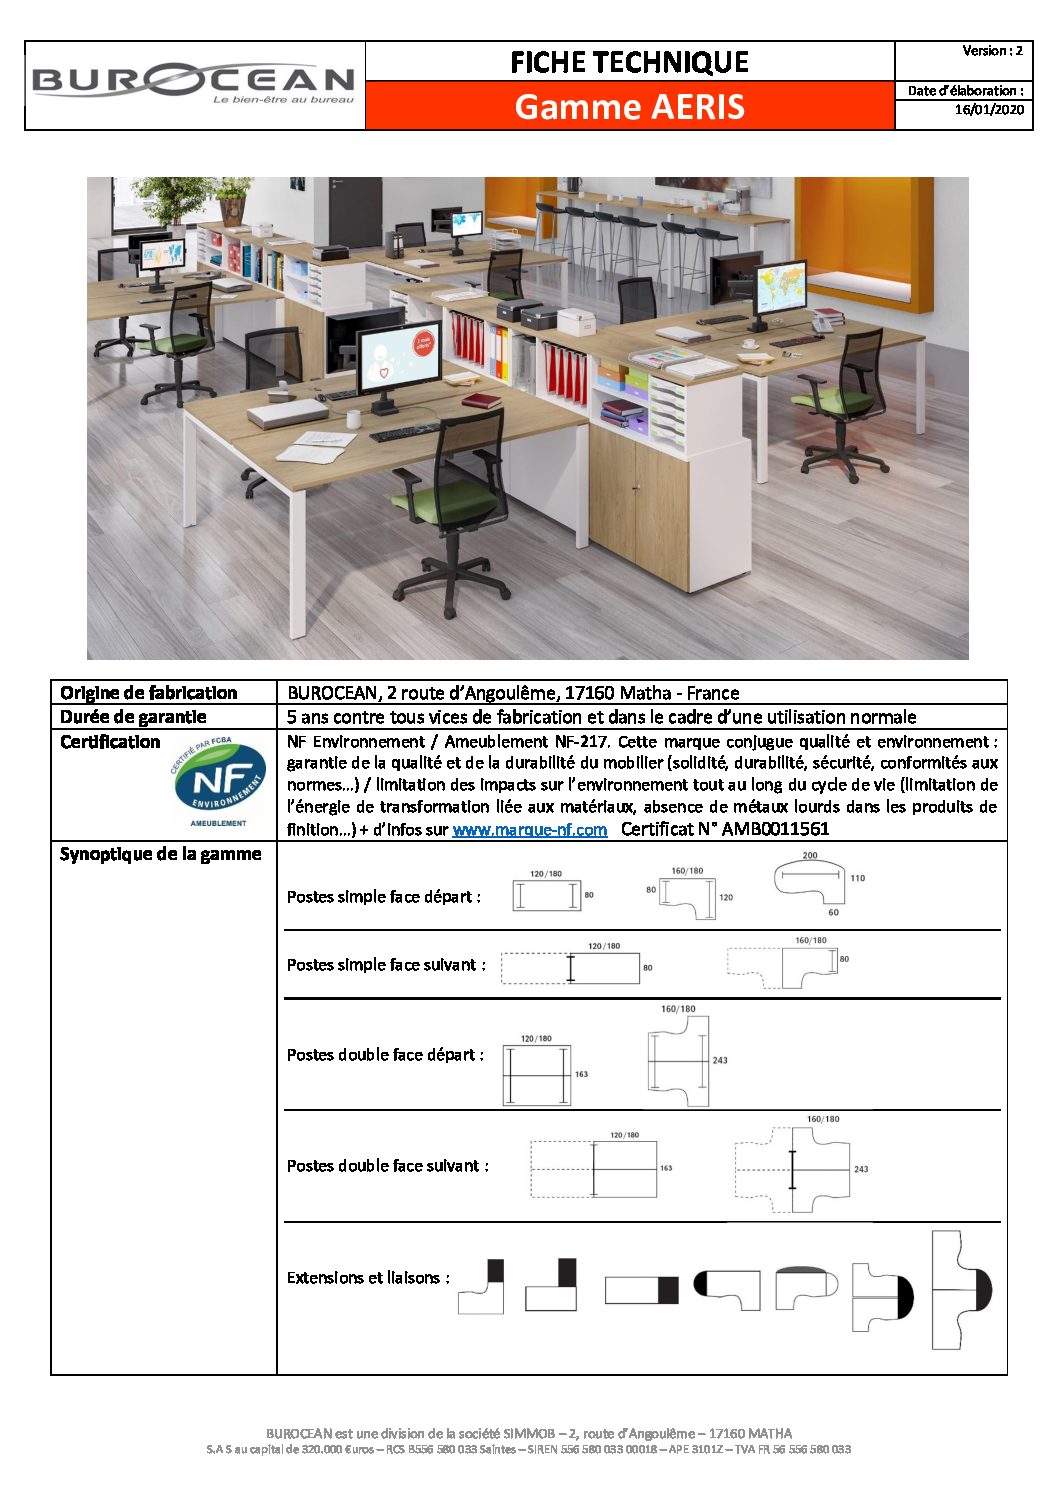 BUROCEAN
Le bien-être au bureau
FICHE TECHNIQUE
Gamme AERIS
Version : 2
Date d'élaboration :
16/01/2020
Origine de fabrication
BUROCEAN, 2 route d'Angoulême, 17160 Matha - France
Durée de garantie
5 ans contre tous vices de fabrication et dans le cadre d'une utilisation normale
Certification
CERTIFIÉ PAR FCBA
NF
ENVIRONNEMENT
AMEUBLEMENT
NF Environnement / Ameublement NF-217. Cette marque conjugue qualité et environnement :
garantie de la qualité et de la durabilité du mobilier (solidité, durabilité, sécurité, conformités aux
normes...) / limitation des impacts sur l'environnement tout au long du cycle de vie (limitation de
l'énergie de transformation liée aux matériaux, absence de métaux lourds dans les produits de
finition...) + d'infos sur www.marque-nf.com Certificat N° AMB0011561
Synoptique de la gamme
Postes simple face départ :
120/180
80
160/180
80
120
200
110
60
Postes simple face suivant :
120/180
80
160/180
80
Postes double face départ :
120/180
163
160/180
243
Postes double face suivant :
120/180
163
160/180
243
Extensions et liaisons :
BUROCEAN est une division de la société SIMMOB – 2, route d'Angoulême – 17160 MATHA
S.A S au capital de 320.000 €uros – RCS B556 580 033 Saintes – SIREN 556 580 033 00018 – APE 3101Z – TVA FR 56 556 580 033